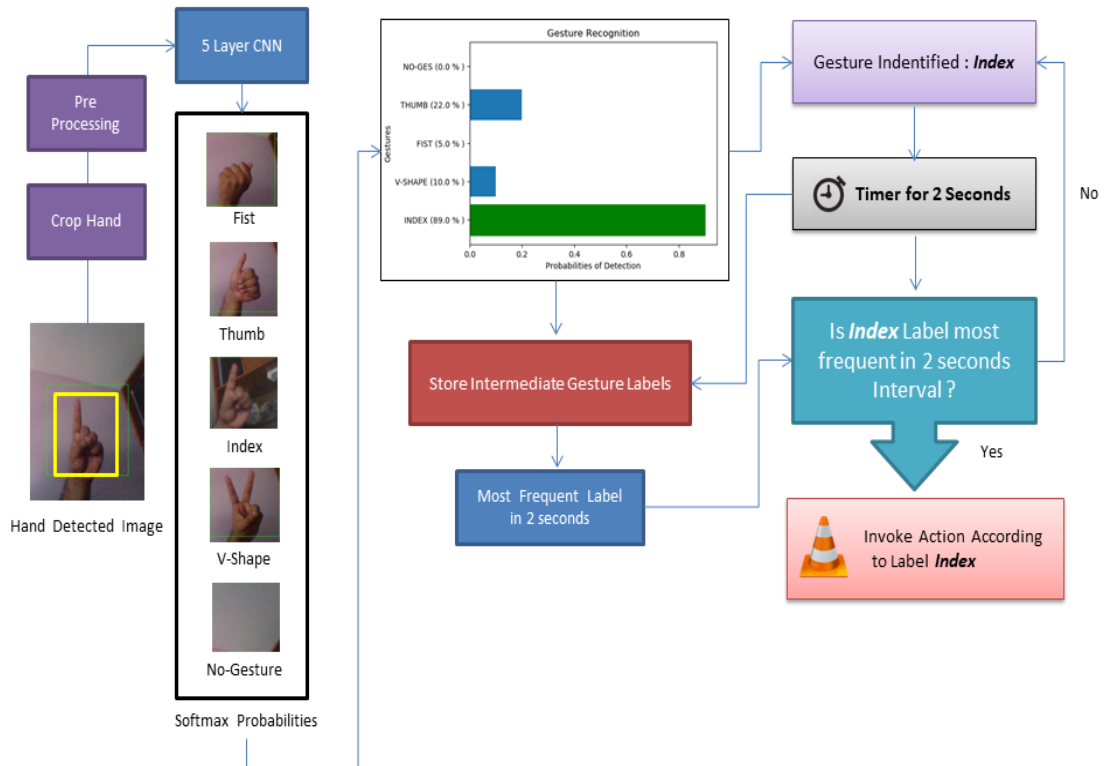 5 Layer CNN
Pre
Processing
Crop Hand
Hand Detected Image
Fist
Thumb
Index
V-Shape
No-Gesture
Softmax Probabilities
Gesture Recognition
Gestures
NO-GES (0.0 % )
THUMB (22.0 % )
FIST (5.0 % )
V-SHAPE (10.0 % )
INDEX (89.0 % )
0.0 0.2 0.4 0.6 0.8
Probabilities of Detection
Store Intermediate Gesture Labels
Most Frequent Label
in 2 seconds
Gesture Indentified : Index
Timer for 2 Seconds
No
Is Index Label most
frequent in 2 seconds
Interval ?
Yes
Invoke Action According
to Label Index